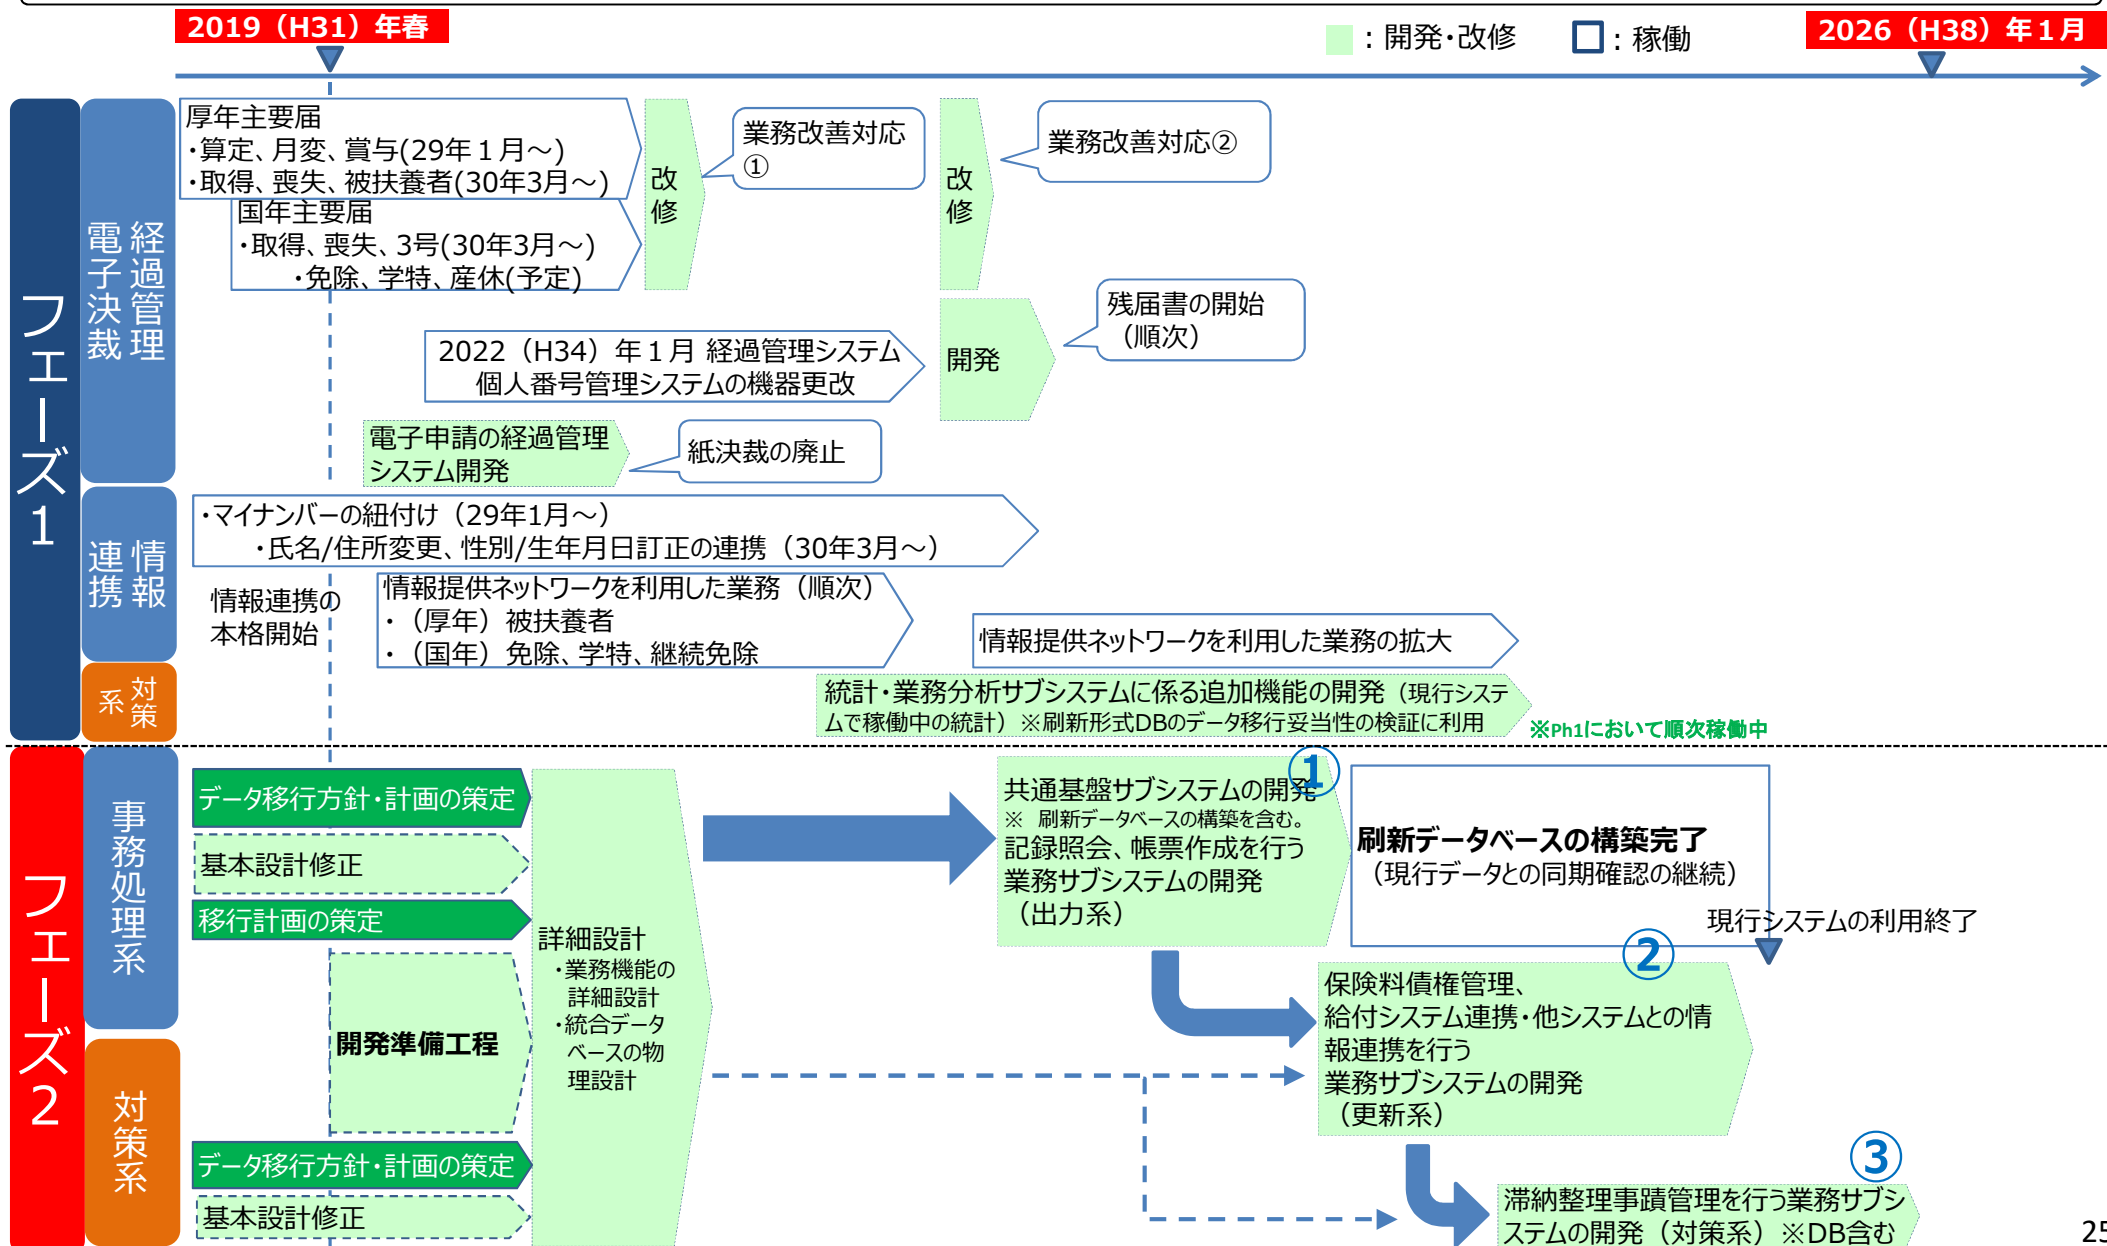 2019（H31）年春
：開発・改修
：稼働
2026（H38）年１月
フェーズ1
経過管理
電子決裁
厚年主要届
・算定、月変、賞与(29年１月～)
・取得、喪失、被扶養者(30年3月～)
国年主要届
・取得、喪失、3号(30年3月～)
・免除、学特、産休(予定)
改
修
業務改善対応
①
改
修
業務改善対応②
2022（H34）年１月 経過管理システム
個人番号管理システムの機器更改
開発
残届書の開始
（順次）
電子申請の経過管理
システム開発
紙決裁の廃止
情報
連携
・マイナンバーの紐付け（29年1月～）
・氏名/住所変更、性別/生年月日訂正の連携（30年3月～）
情報連携の
本格開始
情報提供ネットワークを利用した業務（順次）
・（厚年）被扶養者
・（国年）免除、学特、継続免除
情報提供ネットワークを利用した業務の拡大
対策
系
統計・業務分析サブシステムに係る追加機能の開発（現行システ
ムで稼働中の統計）※刷新形式DBのデータ移行妥当性の検証に利用
※Ph1において順次稼働中
フェーズ2
事務処理系
データ移行方針・計画の策定
基本設計修正
移行計画の策定
開発準備工程
詳細設計
・業務機能の
詳細設計
・統合データ
ベースの物
理設計
①
共通基盤サブシステムの開発
※　刷新データベースの構築を含む。
記録照会、帳票作成を行う
業務サブシステムの開発
（出力系）
刷新データベースの構築完了
（現行データとの同期確認の継続）
現行システムの利用終了
②
保険料債権管理、
給付システム連携・他システムとの情
報連携を行う
業務サブシステムの開発
（更新系）
対策系
データ移行方針・計画の策定
基本設計修正
③
滞納整理事蹟管理を行う業務サブシ
ステムの開発（対策系）※DB含む
25